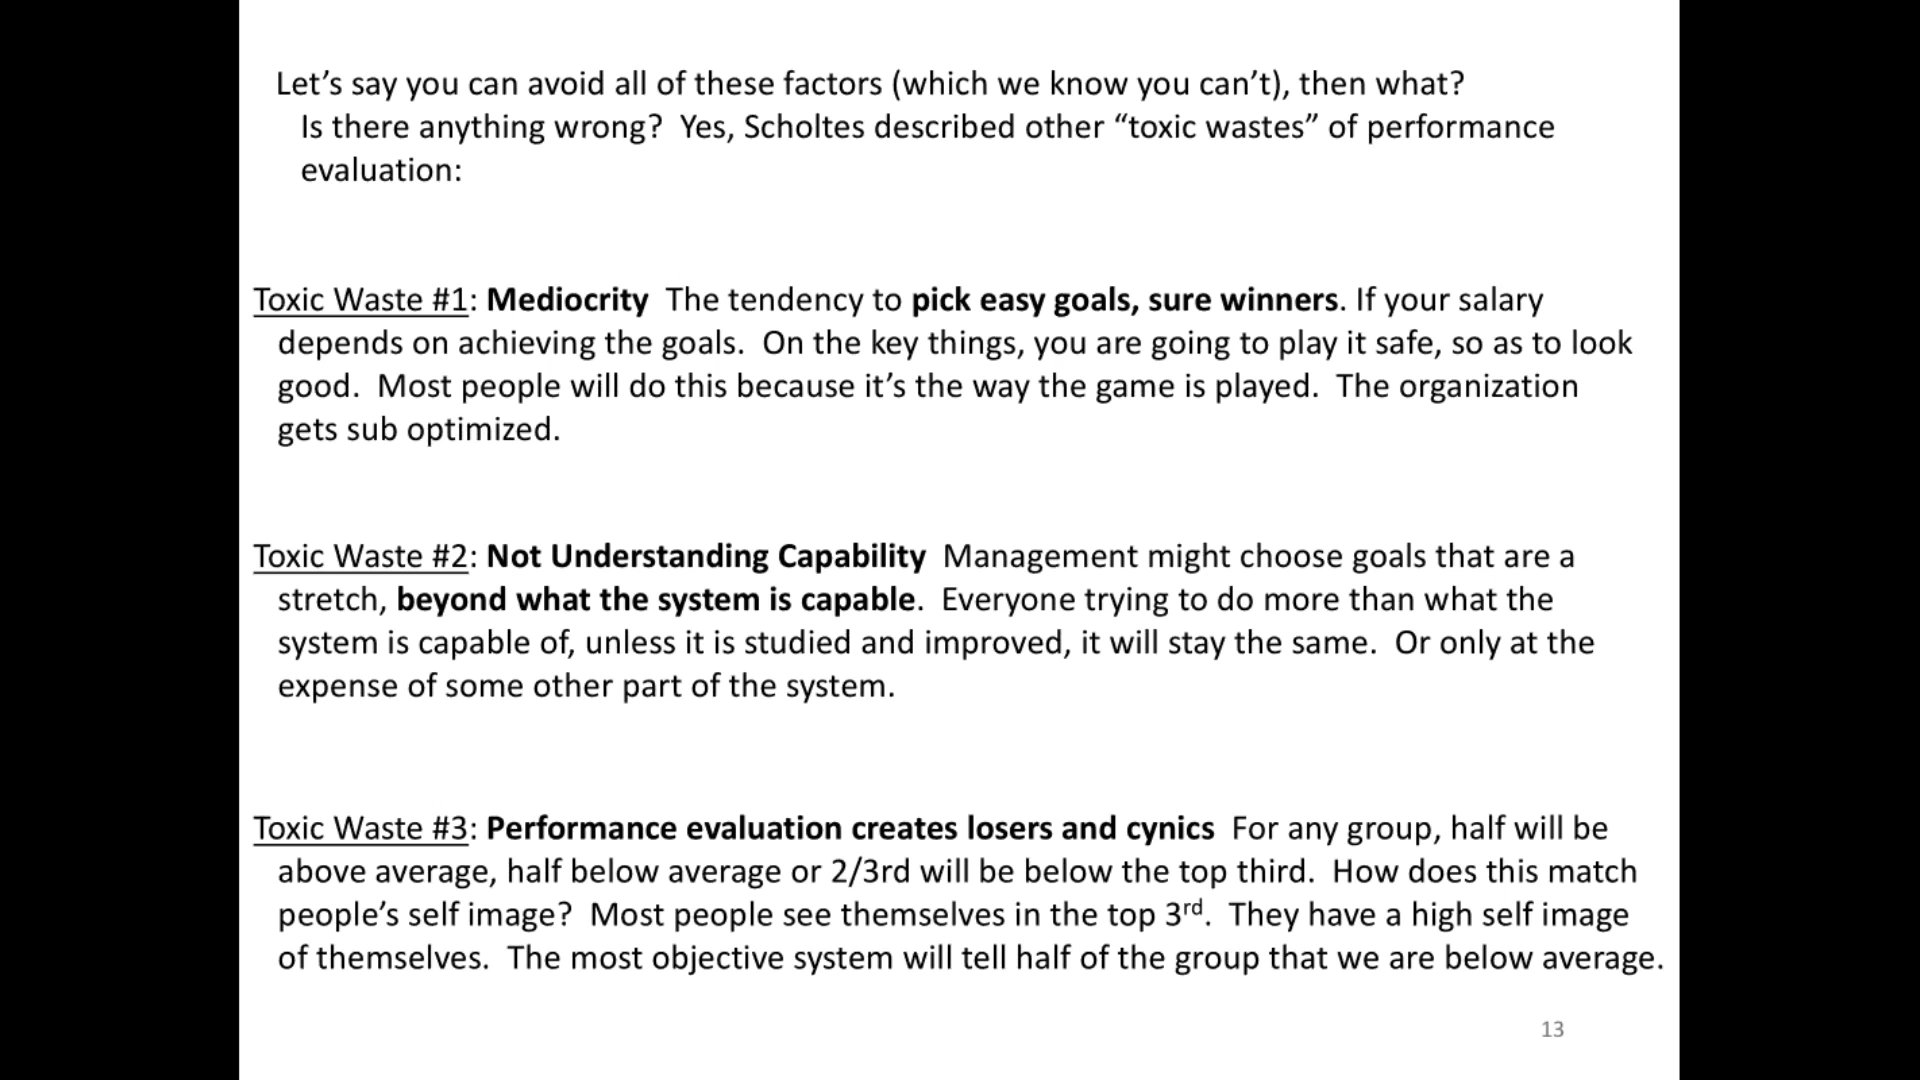 Let’s say you can avoid all of these factors (which we know you can’t), then what?
Is there anything wrong?  Yes, Scholtes described other “toxic wastes” of performance
evaluation:
Toxic Waste #1: Mediocrity  The tendency to pick easy goals, sure winners. If your salary
depends on achieving the goals.  On the key things, you are going to play it safe, so as to look
good.  Most people will do this because it’s the way the game is played.  The organization
gets sub optimized.
Toxic Waste #2: Not Understanding Capability  Management might choose goals that are a
stretch, beyond what the system is capable.  Everyone trying to do more than what the
system is capable of, unless it is studied and improved, it will stay the same.  Or only at the
expense of some other part of the system.
Toxic Waste #3: Performance evaluation creates losers and cynics  For any group, half will be
above average, half below average or 2/3rd will be below the top third.  How does this match
people’s self image?  Most people see themselves in the top 3rd.  They have a high self image
of themselves.  The most objective system will tell half of the group that we are below average.
13